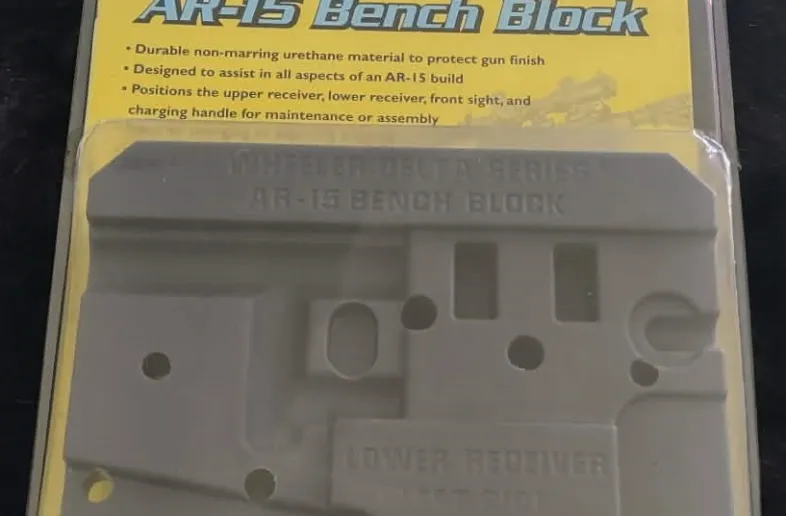 AR-15 Bench Block
• Durable non-marring urethane material to protect gun finish
• Designed to assist in all aspects of an AR-15 build
• Positions the upper receiver, lower receiver, front sight, and
charging handle for maintenance or assembly
WHEELER DELTA SERIES
AR-15 BENCH BLOCK
LOWER RECEIVER